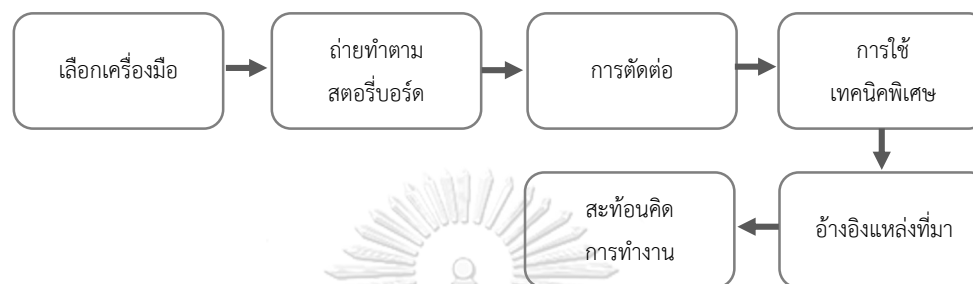 เลือกเครื่องมือ
ถ่ายทำตาม
สตอรี่บอร์ด
การตัดต่อ
การใช้
เทคนิคพิเศษ
อ้างอิงแหล่งที่มา
สะท้อนคิด
การทำงาน